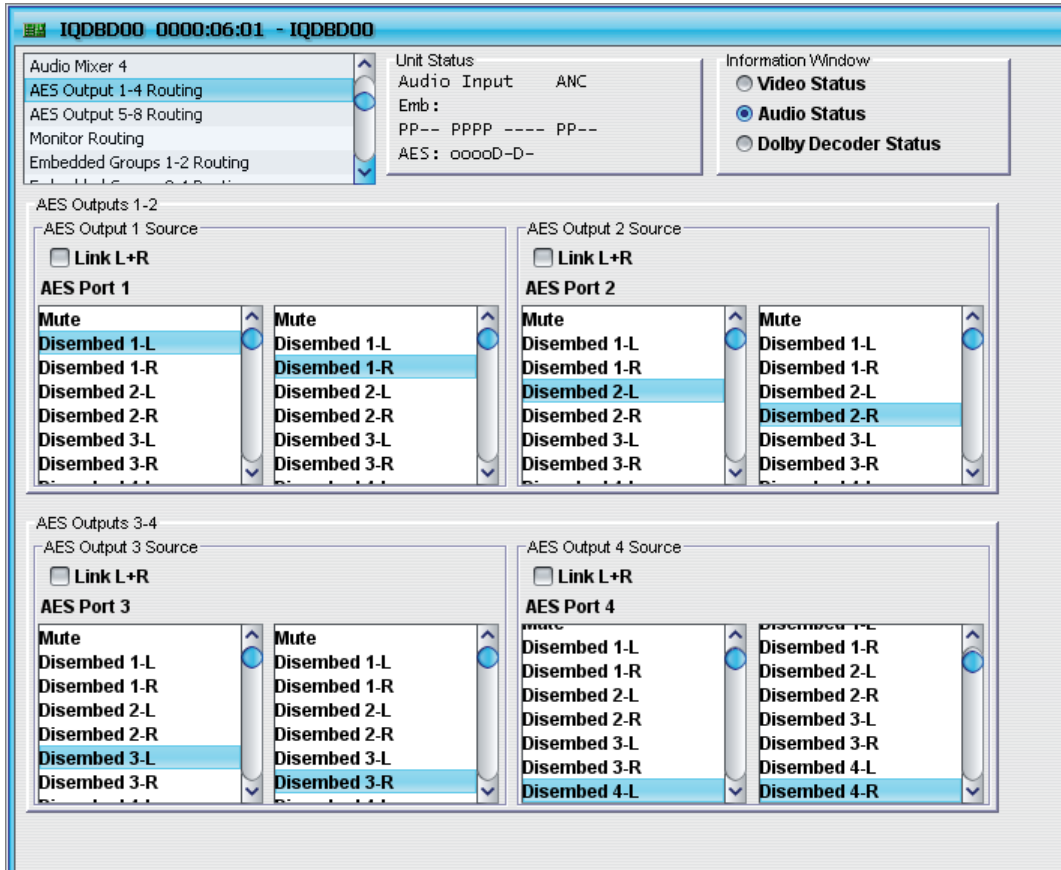 IQDBD00 0000:06:01 - IQDBD00
Audio Mixer 4
AES Output 1-4 Routing
AES Output 5-8 Routing
Monitor Routing
Embedded Groups 1-2 Routing
Unit Status
Audio Input ANC
Emb:
PP-- PPPP ---- PP--
AES: ooooD-D-
Information Window
Video Status
Audio Status
Dolby Decoder Status
AES Outputs 1-2
AES Output 1 Source
Link L+R
AES Port 1
Mute
Disembed 1-L
Disembed 1-R
Disembed 2-L
Disembed 2-R
Disembed 3-L
Disembed 3-R
Mute
Disembed 1-L
Disembed 1-R
Disembed 2-L
Disembed 2-R
Disembed 3-L
Disembed 3-R
AES Output 2 Source
Link L+R
AES Port 2
Mute
Disembed 1-L
Disembed 1-R
Disembed 2-L
Disembed 2-R
Disembed 3-L
Disembed 3-R
Mute
Disembed 1-L
Disembed 1-R
Disembed 2-L
Disembed 2-R
Disembed 3-L
Disembed 3-R
AES Outputs 3-4
AES Output 3 Source
Link L+R
AES Port 3
Mute
Disembed 1-L
Disembed 1-R
Disembed 2-L
Disembed 2-R
Disembed 3-L
Disembed 3-R
Mute
Disembed 1-L
Disembed 1-R
Disembed 2-L
Disembed 2-R
Disembed 3-L
Disembed 3-R
AES Output 4 Source
Link L+R
AES Port 4
Mute
Disembed 1-L
Disembed 1-R
Disembed 2-L
Disembed 2-R
Disembed 3-L
Disembed 3-R
Disembed 4-L
Disembed 1-L
Disembed 1-R
Disembed 2-L
Disembed 2-R
Disembed 3-L
Disembed 3-R
Disembed 4-L
Disembed 4-R